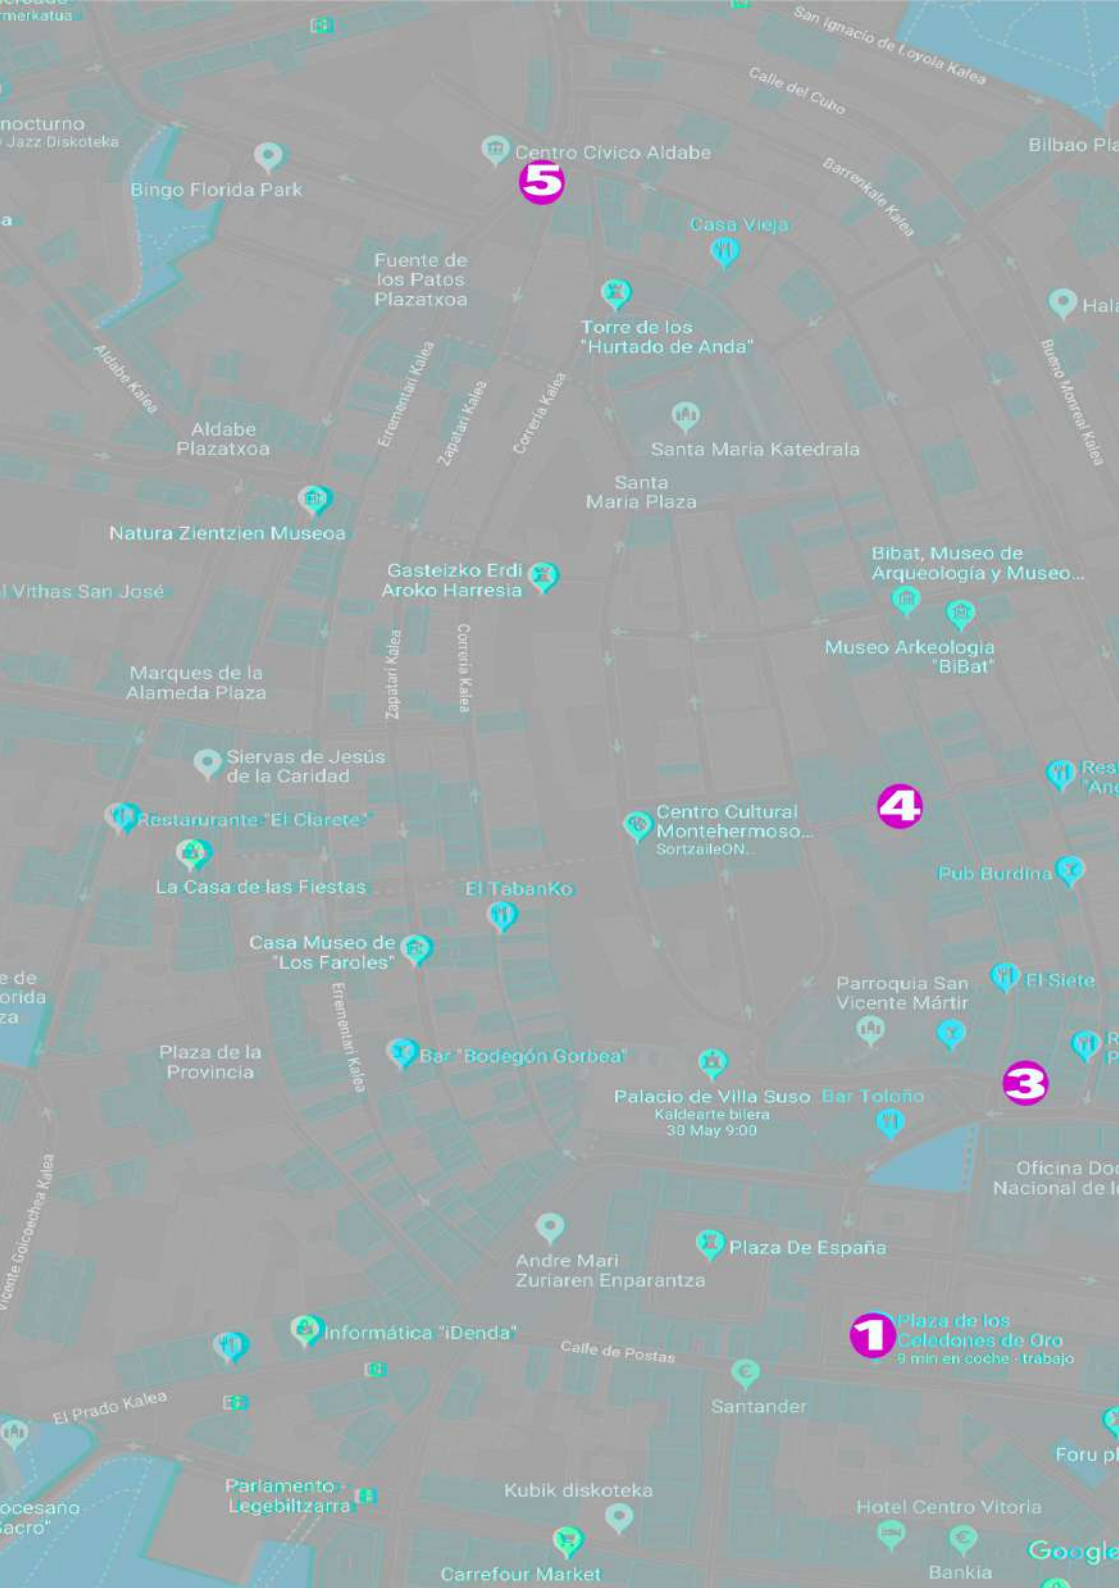 rmerkatua
San Ignacio de Loyola Kalea
Calle del Cubo
nocturno
Jazz Diskoteka
Centro Cívico Aldabe
Bilbao Pla
Bingo Florida Park
5
Barrenkale Kalea
a
Casa Vieja
Fuente de
los Patos
Plazatxoa
Hala
Torre de los
"Hurtado de Anda"
Aldabe Kalea
Errementari Kalea
Zapatari Kalea
Correria Kalea
Bueno Monreal Kalea
Aldabe
Plazatxoa
Santa Maria Katedrala
Santa
Maria Plaza
Natura Zientzien Museoa
Gasteizko Erdi
Aroko Harresia
Bibat, Museo de
Arqueología y Museo...
l Vithas San José
Museo Arkeologia
"BiBat"
Zapatari Kalea
Correria Kalea
Marques de la
Alameda Plaza
Siervas de Jesús
de la Caridad
Res
"Ang
4
Restarurante "El Clarete"
Centro Cultural
Montehermoso...
SortzaileON...
La Casa de las Fiestas
El TabanKo
Pub Burdina
Casa Museo de
"Los Faroles"
e de
orida
za
Errementari Kalea
Parroquia San
Vicente Mártir
El Siete
Plaza de la
Provincia
Bar "Bodegón Gorbea"
R
P
3
Palacio de Villa Suso
Kaldearte bilera
30 May 9:00
Bar Toloño
Vicente Goicoechea Kalea
Oficina Doc
Nacional de l
Andre Mari
Zuriaren Enparantza
Plaza De España
Informática "iDenda"
Calle de Postas
1
Plaza de los
Celedones de Oro
9 min en coche - trabajo
El Prado Kalea
Santander
Foru pl
Parlamento -
Legebiltzarra
Kubik diskoteka
ocesano
Sacro"
Hotel Centro Vitoria
Google
Carrefour Market
Bankia